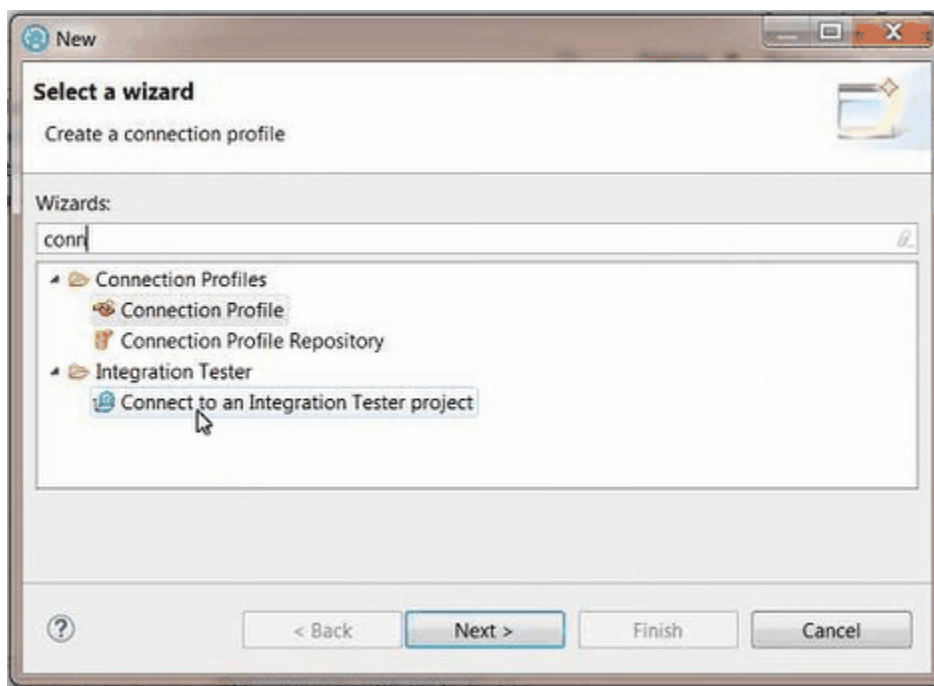 New
Select a wizard
Create a connection profile
Wizards:
conn
Connection Profiles
Connection Profile
Connection Profile Repository
Integration Tester
Connect to an Integration Tester project
< Back Next > Finish Cancel